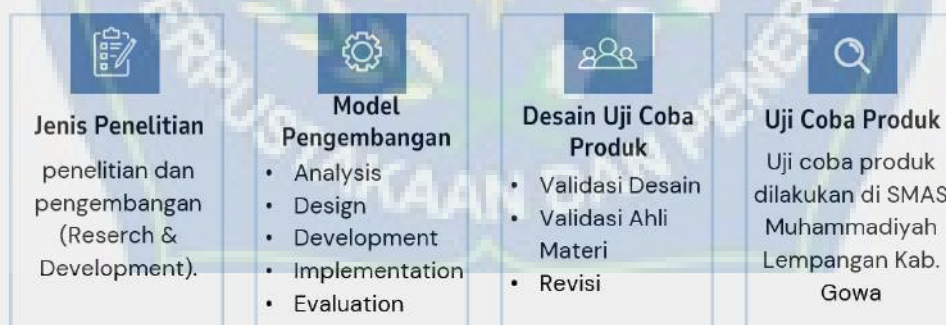 Jenis Penelitian
penelitian dan
pengembangan
(Reserch &
Development).
Model
Pengembangan
• Analysis
• Design
• Development
• Implementation
• Evaluation
Desain Uji Coba
Produk
• Validasi Desain
• Validasi Ahli
Materi
• Revisi
Uji Coba Produk
Uji coba produk
dilakukan di SMAS
Muhammadiyah
Lempangan Kab.
Gowa